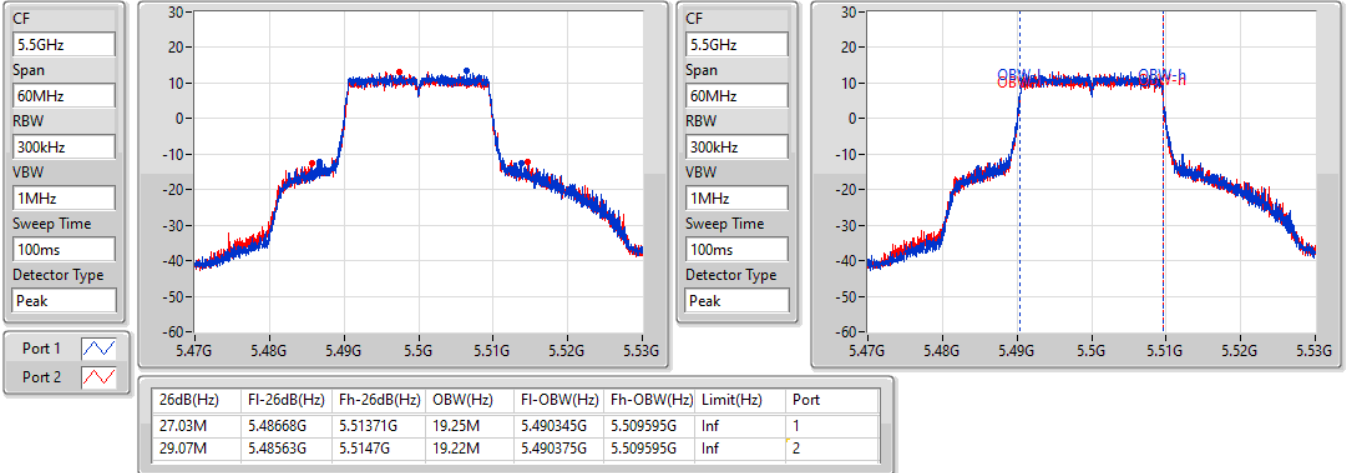 CF
5.5GHz
Span
60MHz
RBW
300kHz
VBW
1MHz
Sweep Time
100ms
Detector Type
Peak
Port 1
Port 2
30
20
10
0
-10
-20
-30
-40
-50
-60
5.47G 5.48G 5.49G 5.5G 5.51G 5.52G 5.53G
CF
5.5GHz
Span
60MHz
RBW
300kHz
VBW
1MHz
Sweep Time
100ms
Detector Type
Peak
30
20
10
0
-10
-20
-30
-40
-50
-60
OBW-h
5.47G 5.48G 5.49G 5.5G 5.51G 5.52G 5.53G
26dB(Hz) Fl-26dB(Hz) Fh-26dB(Hz) OBW(Hz) Fl-OBW(Hz) Fh-OBW(Hz) Limit(Hz) Port
27.03M 5.48668G 5.51371G 19.25M 5.490345G 5.509595G Inf 1
29.07M 5.48563G 5.5147G 19.22M 5.490375G 5.509595G Inf 2